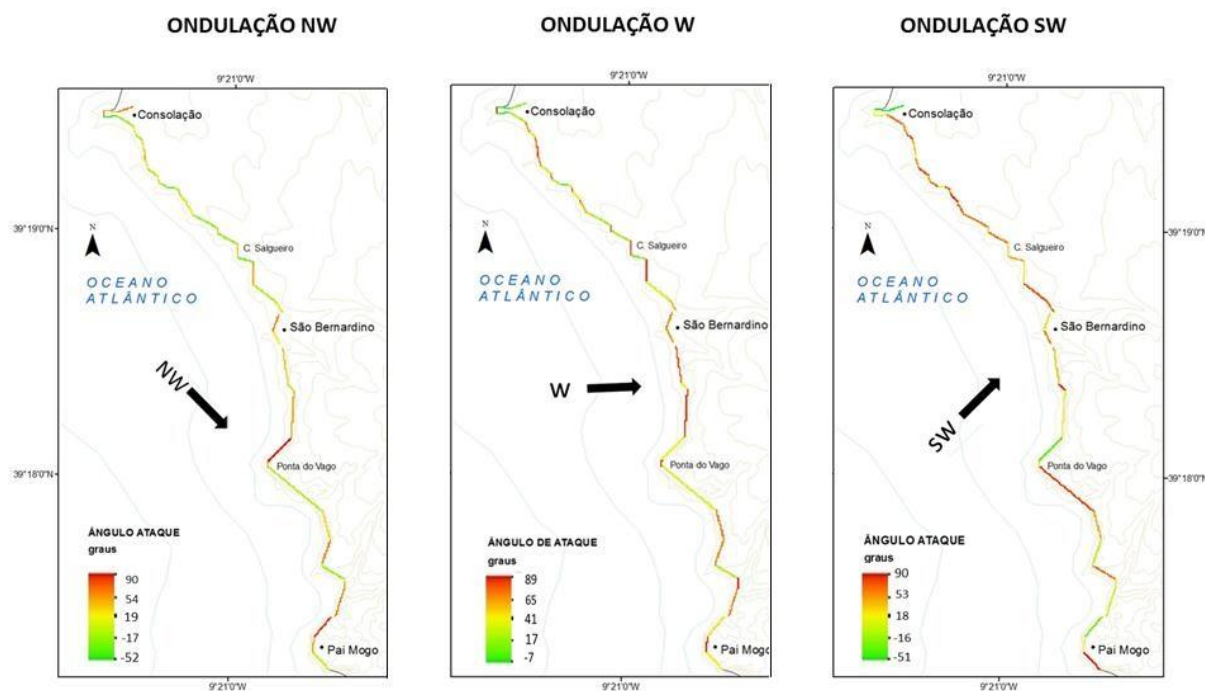 ONDULAÇÃO NW
9°21'0"W
Consolação
39°19'0"N
N
C. Salgueiro
OCEANO
ATLÂNTICO
São Bernardino
NW
Ponta do Vago
39°18'0"N
ÂNGULO ATAQUE
graus
90
54
19
-17
-52
Pai Mogo
9°21'0"W
ONDULAÇÃO W
9°21'0"W
Consolação
N
C. Salgueiro
OCEANO
ATLÂNTICO
São Bernardino
W
Ponta do Vago
ÂNGULO DE ATAQUE
graus
89
65
41
17
-7
Pai Mogo
9°21'0"W
ONDULAÇÃO SW
9°21'0"W
Consolação
39°19'0"N
N
C. Salgueiro
OCEANO
ATLÂNTICO
São Bernardino
SW
Ponta do Vago
39°18'0"N
ÂNGULO ATAQUE
graus
90
53
18
-16
-51
Pai Mogo
9°21'0"W